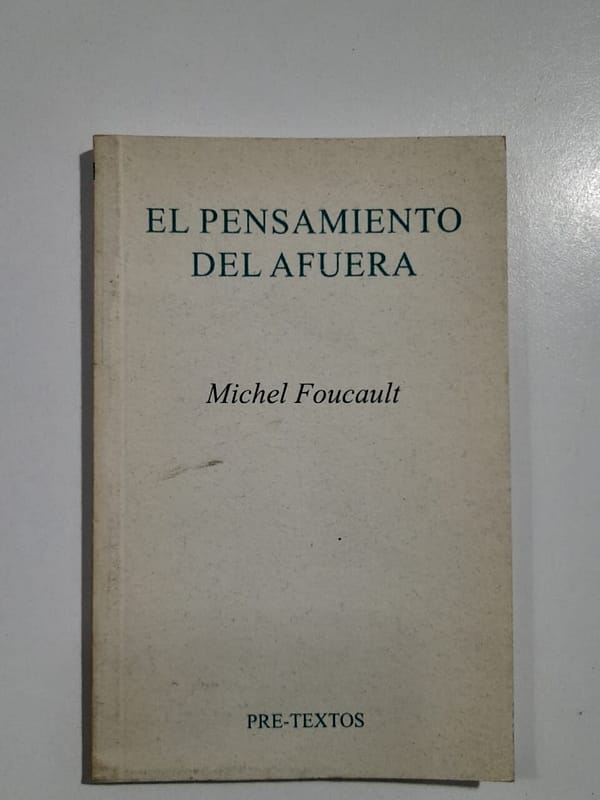 EL PENSAMIENTO
DEL AFUERA
Michel Foucault
PRE-TEXTOS